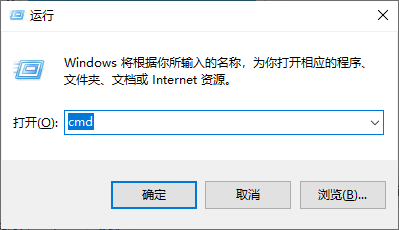 运行
Windows 将根据你所输入的名称，为你打开相应的程序、
文件夹、文档或 Internet 资源。
打开(O): cmd
确定 取消 浏览(B)...